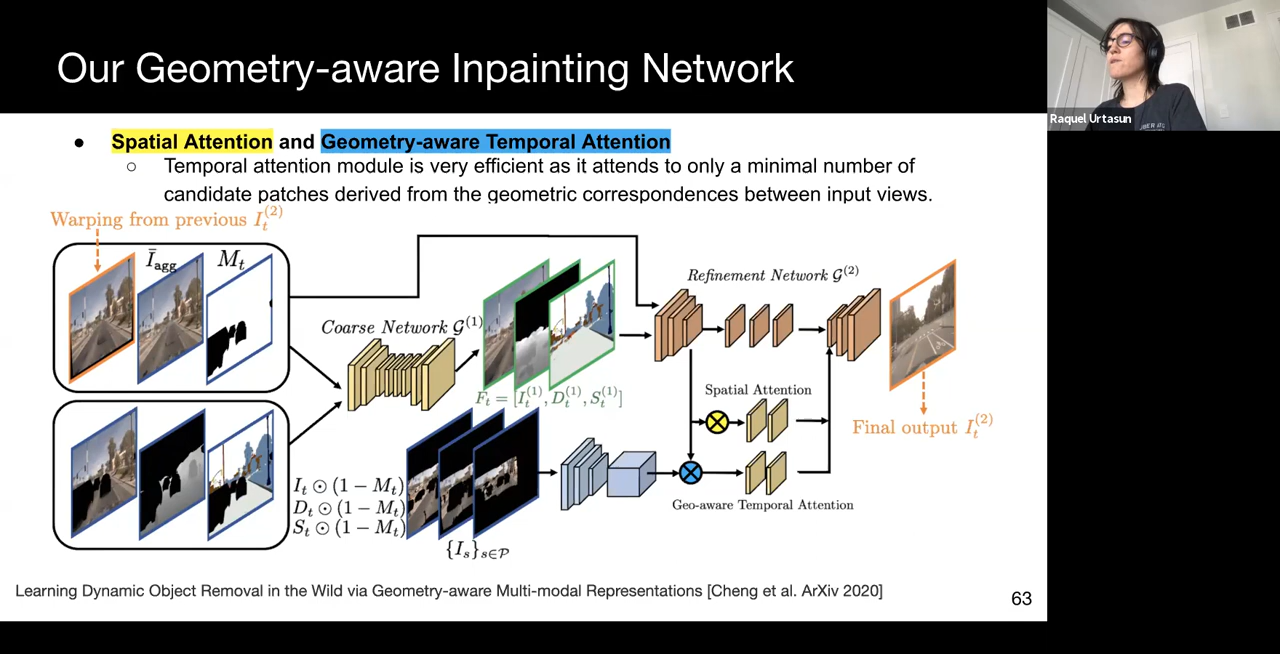 Our Geometry-aware Inpainting Network
Raquel Urtasun
● Spatial Attention and Geometry-aware Temporal Attention
○ Temporal attention module is very efficient as it attends to only a minimal number of
candidate patches derived from the geometric correspondences between input views.
Warping from previous I_t^(2)
Ī_agg
M_t
Coarse Network G^(1)
F_t = [I_t^(1), D_t^(1), S_t^(1)]
Refinement Network G^(2)
Spatial Attention
Final output I_t^(2)
I_t ⊙ (1 − M_t)
D_t ⊙ (1 − M_t)
S_t ⊙ (1 − M_t)
{I_s}_s∈P
Geo-aware Temporal Attention
Learning Dynamic Object Removal in the Wild via Geometry-aware Multi-modal Representations [Cheng et al. ArXiv 2020]
63